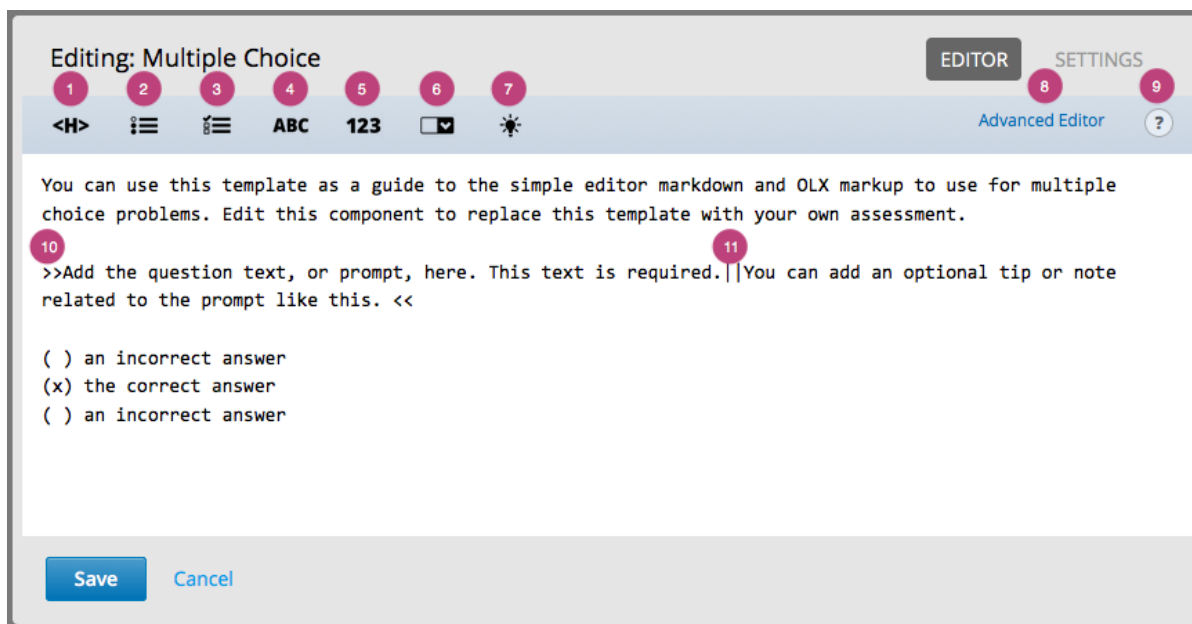 Editing: Multiple Choice
EDITOR
SETTINGS
1
2
3
4
5
6
7
8
9
<H>
ABC
123
Advanced Editor
?
You can use this template as a guide to the simple editor markdown and OLX markup to use for multiple
choice problems. Edit this component to replace this template with your own assessment.
10
11
>>Add the question text, or prompt, here. This text is required.||You can add an optional tip or note
related to the prompt like this. <<
( ) an incorrect answer
(x) the correct answer
( ) an incorrect answer
Save
Cancel